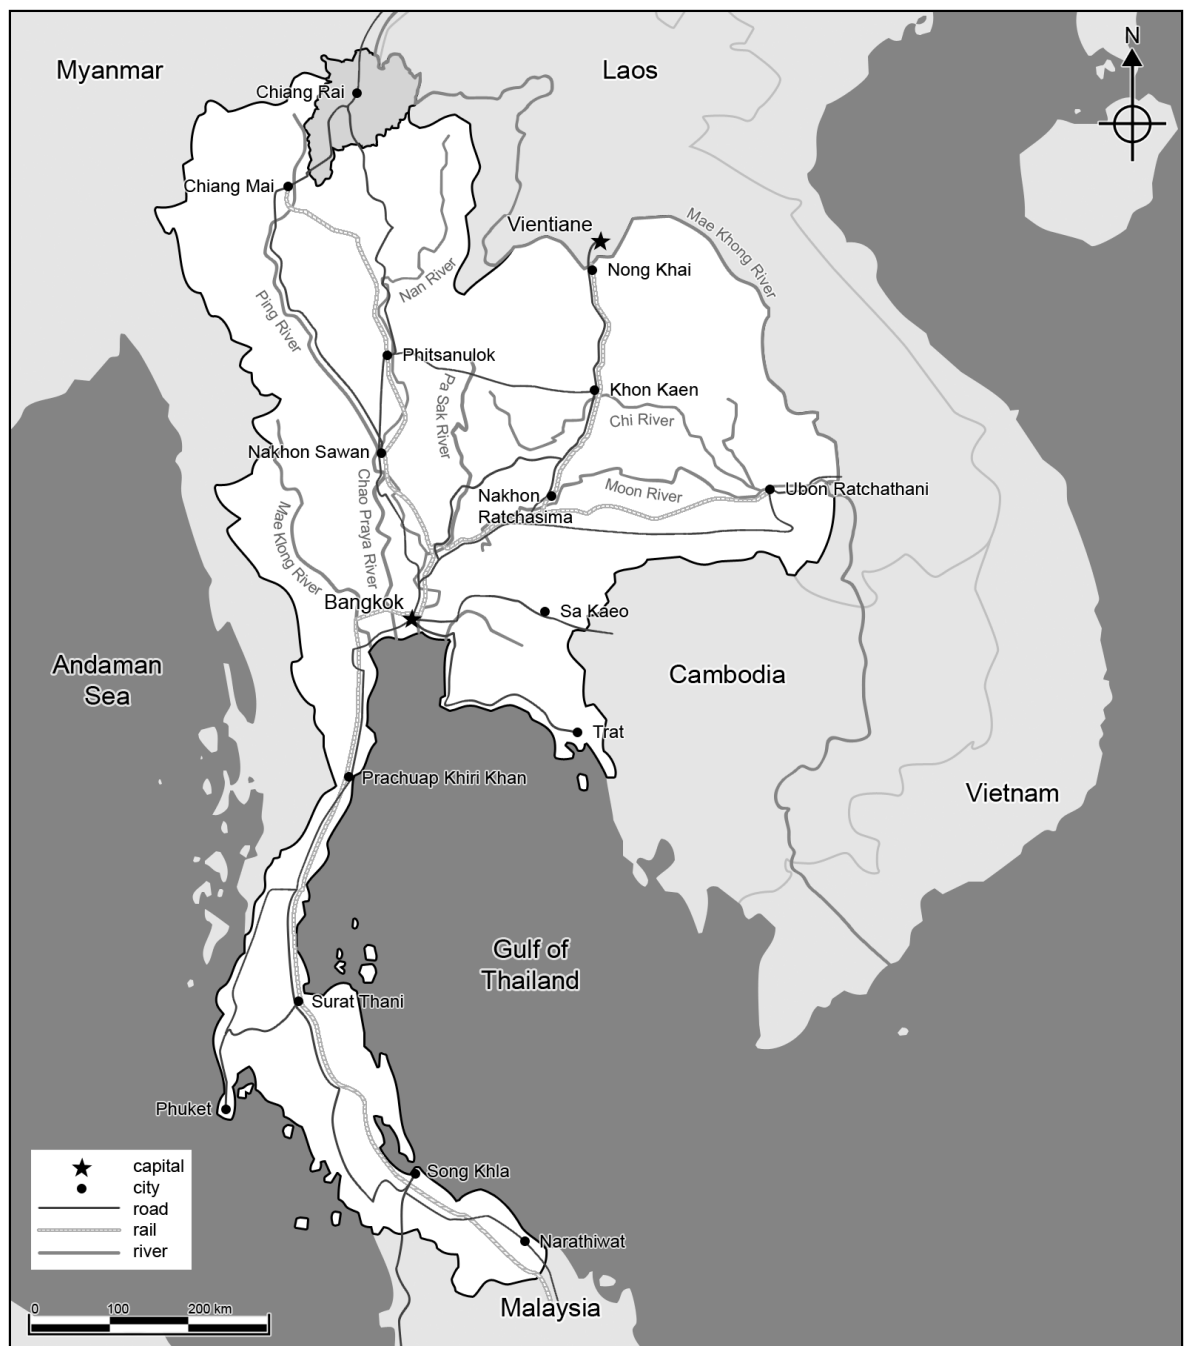 N
Myanmar
Laos
Chiang Rai
Chiang Mai
Vientiane
Mae Khong River
Nong Khai
Nan River
Ping River
Phitsanulok
Pa Sak River
Khon Kaen
Chi River
Nakhon Sawan
Chao Praya River
Mae Klong River
Nakhon
Ratchasima
Moon River
Ubon Ratchathani
Bangkok
Sa Kaeo
Andaman
Sea
Cambodia
Trat
Prachuap Khiri Khan
Vietnam
Gulf of
Thailand
Surat Thani
Phuket
Song Khla
Narathiwat
Malaysia
capital
city
road
rail
river
0 100 200 km